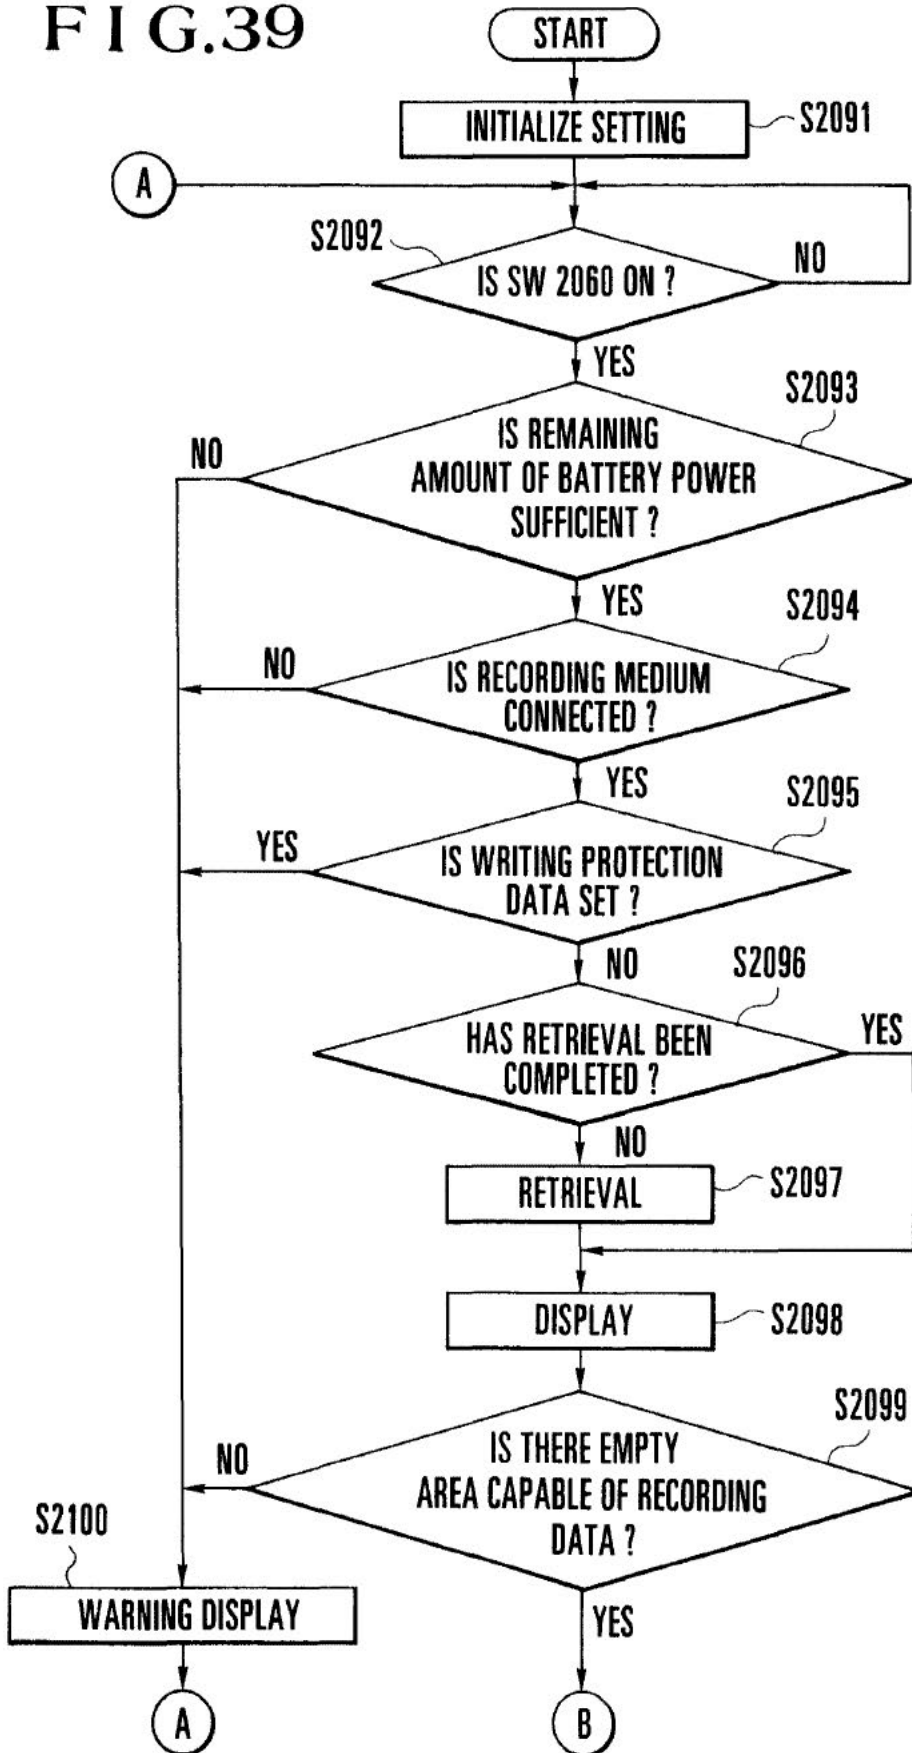 FIG.39
START
INITIALIZE SETTING
S2091
A
S2092
IS SW 2060 ON ?
NO
YES
S2093
IS REMAINING
AMOUNT OF BATTERY POWER
SUFFICIENT ?
NO
YES
S2094
IS RECORDING MEDIUM
CONNECTED ?
NO
YES
S2095
IS WRITING PROTECTION
DATA SET ?
YES
NO
S2096
HAS RETRIEVAL BEEN
COMPLETED ?
YES
NO
RETRIEVAL
S2097
DISPLAY
S2098
S2099
IS THERE EMPTY
AREA CAPABLE OF RECORDING
DATA ?
NO
YES
S2100
WARNING DISPLAY
A
B